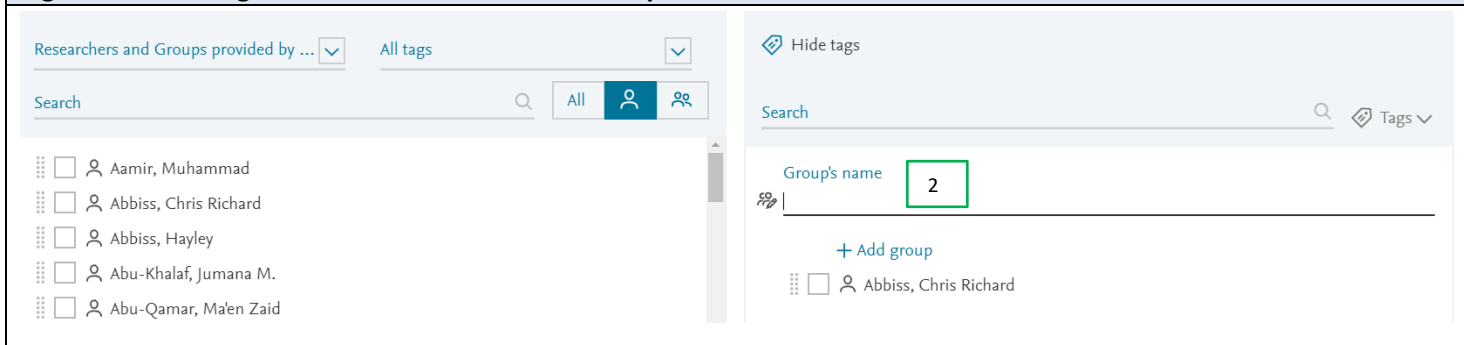 Researchers and Groups provided by ...
All tags
Search
All
Aamir, Muhammad
Abbiss, Chris Richard
Abbiss, Hayley
Abu-Khalaf, Jumana M.
Abu-Qamar, Ma'en Zaid
Hide tags
Search
Tags
Group's name
2
+ Add group
Abbiss, Chris Richard